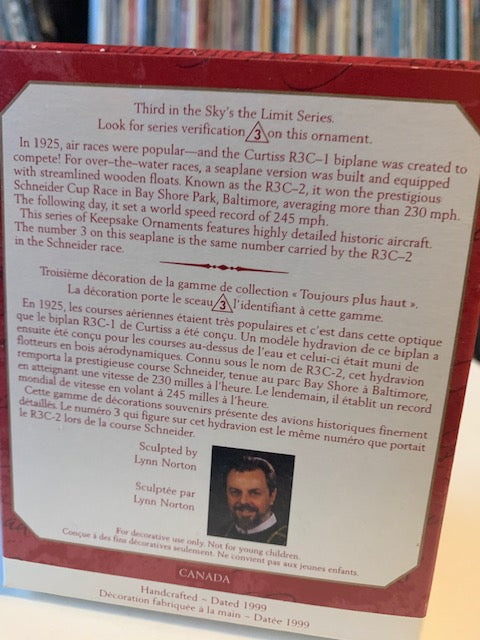 Third in the Sky's the Limit Series.
Look for series verification 3 on this ornament.
In 1925, air races were popular—and the Curtiss R3C–1 biplane was created to
compete! For over–the–water races, a seaplane version was built and equipped
with streamlined wooden floats. Known as the R3C–2, it won the prestigious
Schneider Cup Race in Bay Shore Park, Baltimore, averaging more than 230 mph.
The following day, it set a world speed record of 245 mph.
This series of Keepsake Ornaments features highly detailed historic aircraft.
The number 3 on this seaplane is the same number carried by the R3C–2
in the Schneider race.
Troisième décoration de la gamme de collection « Toujours plus haut ».
La décoration porte le sceau 3 l'identifiant à cette gamme.
En 1925, les courses aériennes étaient très populaires et c'est dans cette optique
que le biplan R3C-1 de Curtiss a été conçu. Un modèle hydravion de ce biplan a
ensuite été conçu pour les courses au-dessus de l'eau et celui-ci était muni de
flotteurs en bois aérodynamiques. Connu sous le nom de R3C-2, cet hydravion
remporta la prestigieuse course Schneider, tenue au parc Bay Shore à Baltimore,
en atteignant une vitesse de 230 milles à l'heure. Le lendemain, il établit un record
mondial de vitesse en volant à 245 milles à l'heure.
Cette gamme de décorations souvenirs présente des avions historiques finement
détaillés. Le numéro 3 qui figure sur cet hydravion est le même numéro que portait
le R3C-2 lors de la course Schneider.
Sculpted by
Lynn Norton
Sculptée par
Lynn Norton
For decorative use only. Not for young children.
Conçue à des fins décoratives seulement. Ne convient pas aux jeunes enfants.
CANADA
Handcrafted ~ Dated 1999
Décoration fabriquée à la main ~ Datée 1999